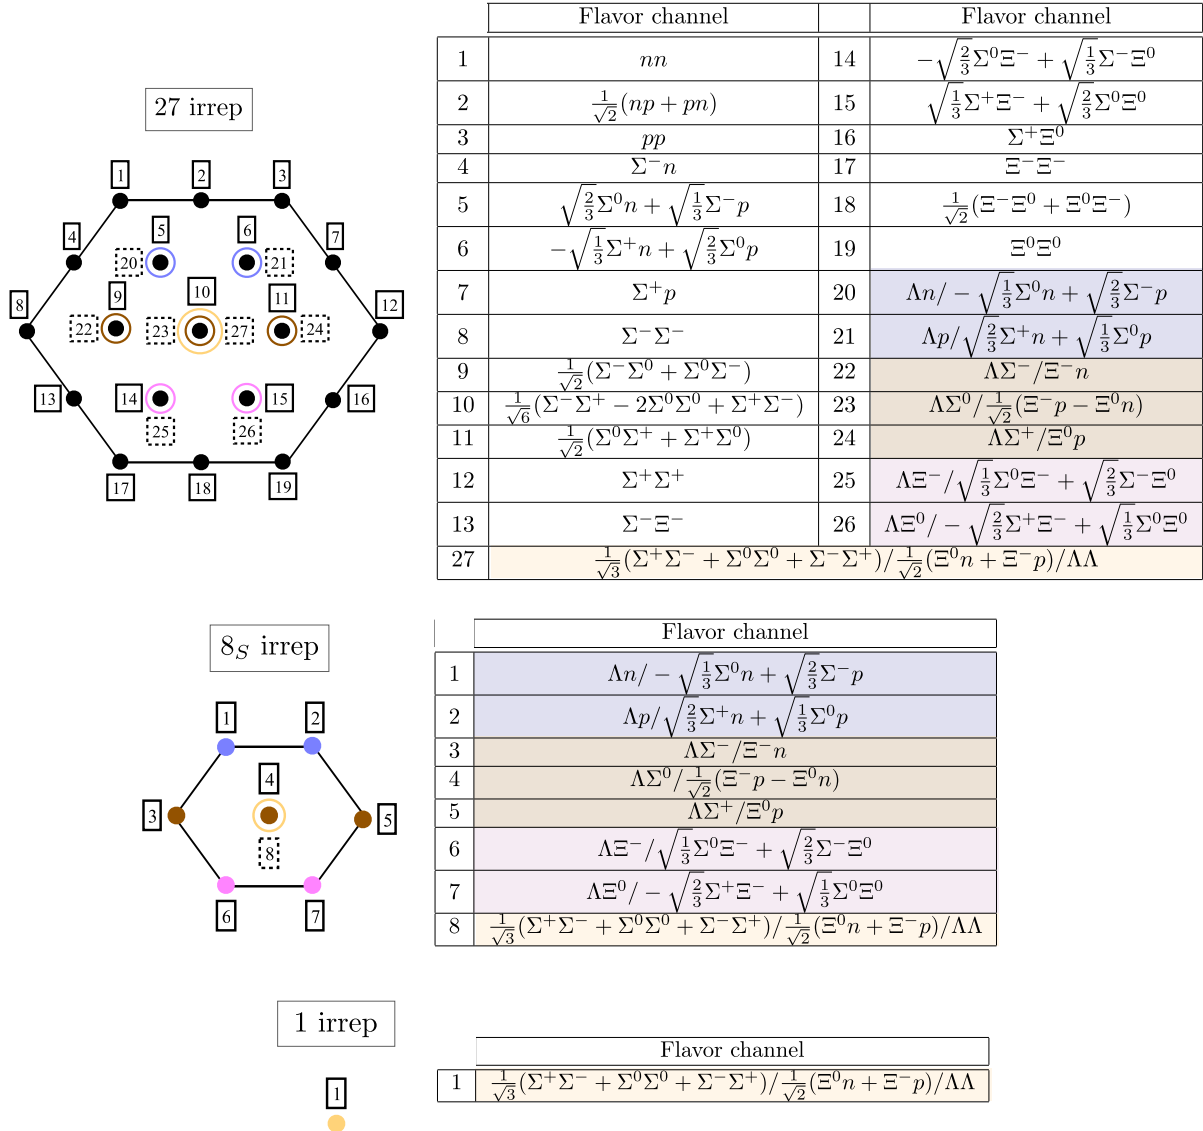 27 irrep
1 2 3
4 5 6 7
20 21
8 9 10 11 12
22 23 27 24
13 14 15 16
25 26
17 18 19
Flavor channel Flavor channel
1 nn 14 −√(2/3)Σ⁰Ξ⁻ + √(1/3)Σ⁻Ξ⁰
2 1/√2(np + pn) 15 √(1/3)Σ⁺Ξ⁻ + √(2/3)Σ⁰Ξ⁰
3 pp 16 Σ⁺Ξ⁰
4 Σ⁻n 17 Ξ⁻Ξ⁻
5 √(2/3)Σ⁰n + √(1/3)Σ⁻p 18 1/√2(Ξ⁻Ξ⁰ + Ξ⁰Ξ⁻)
6 −√(1/3)Σ⁺n + √(2/3)Σ⁰p 19 Ξ⁰Ξ⁰
7 Σ⁺p 20 Λn/ − √(1/3)Σ⁰n + √(2/3)Σ⁻p
8 Σ⁻Σ⁻ 21 Λp/√(2/3)Σ⁺n + √(1/3)Σ⁰p
9 1/√2(Σ⁻Σ⁰ + Σ⁰Σ⁻) 22 ΛΣ⁻/Ξ⁻n
10 1/√6(Σ⁻Σ⁺ − 2Σ⁰Σ⁰ + Σ⁺Σ⁻) 23 ΛΣ⁰/1/√2(Ξ⁻p − Ξ⁰n)
11 1/√2(Σ⁰Σ⁺ + Σ⁺Σ⁰) 24 ΛΣ⁺/Ξ⁰p
12 Σ⁺Σ⁺ 25 ΛΞ⁻/√(1/3)Σ⁰Ξ⁻ + √(2/3)Σ⁻Ξ⁰
13 Σ⁻Ξ⁻ 26 ΛΞ⁰/ − √(2/3)Σ⁺Ξ⁻ + √(1/3)Σ⁰Ξ⁰
27 1/√3(Σ⁺Σ⁻ + Σ⁰Σ⁰ + Σ⁻Σ⁺)/1/√2(Ξ⁰n + Ξ⁻p)/ΛΛ
8_S irrep
1 2
3 4 5
8
6 7
Flavor channel
1 Λn/ − √(1/3)Σ⁰n + √(2/3)Σ⁻p
2 Λp/√(2/3)Σ⁺n + √(1/3)Σ⁰p
3 ΛΣ⁻/Ξ⁻n
4 ΛΣ⁰/1/√2(Ξ⁻p − Ξ⁰n)
5 ΛΣ⁺/Ξ⁰p
6 ΛΞ⁻/√(1/3)Σ⁰Ξ⁻ + √(2/3)Σ⁻Ξ⁰
7 ΛΞ⁰/ − √(2/3)Σ⁺Ξ⁻ + √(1/3)Σ⁰Ξ⁰
8 1/√3(Σ⁺Σ⁻ + Σ⁰Σ⁰ + Σ⁻Σ⁺)/1/√2(Ξ⁰n + Ξ⁻p)/ΛΛ
1 irrep
1
Flavor channel
1 1/√3(Σ⁺Σ⁻ + Σ⁰Σ⁰ + Σ⁻Σ⁺)/1/√2(Ξ⁰n + Ξ⁻p)/ΛΛ